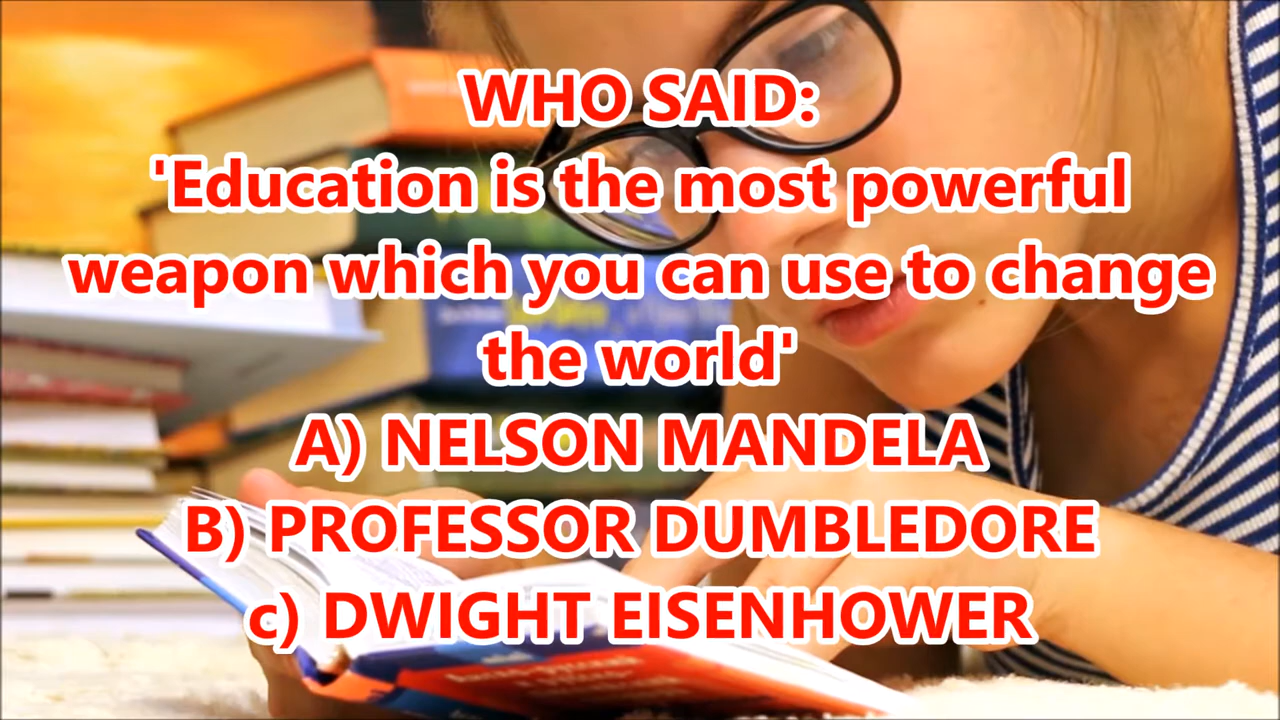 WHO SAID:
'Education is the most powerful
weapon which you can use to change
the world'
A) NELSON MANDELA
B) PROFESSOR DUMBLEDORE
c) DWIGHT EISENHOWER